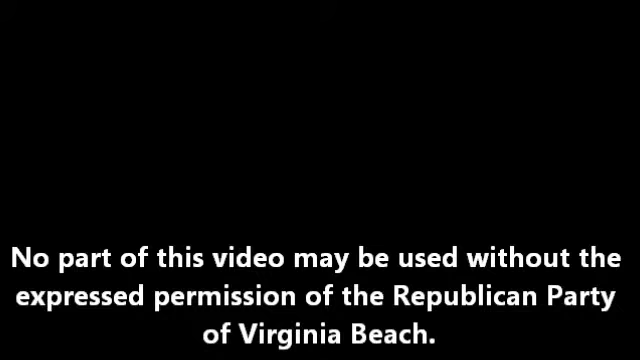 No part of this video may be used without the
expressed permission of the Republican Party
of Virginia Beach.